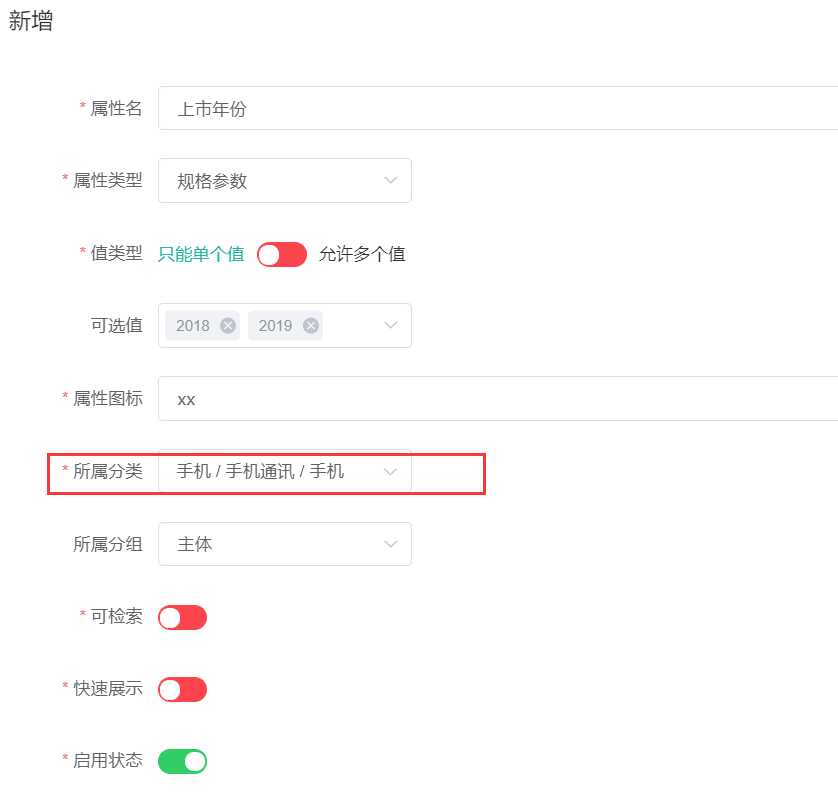 新增
* 属性名 上市年份
* 属性类型 规格参数
* 值类型 只能单个值 允许多个值
可选值 2018 2019
* 属性图标 xx
* 所属分类 手机 / 手机通讯 / 手机
所属分组 主体
* 可检索
* 快速展示
* 启用状态